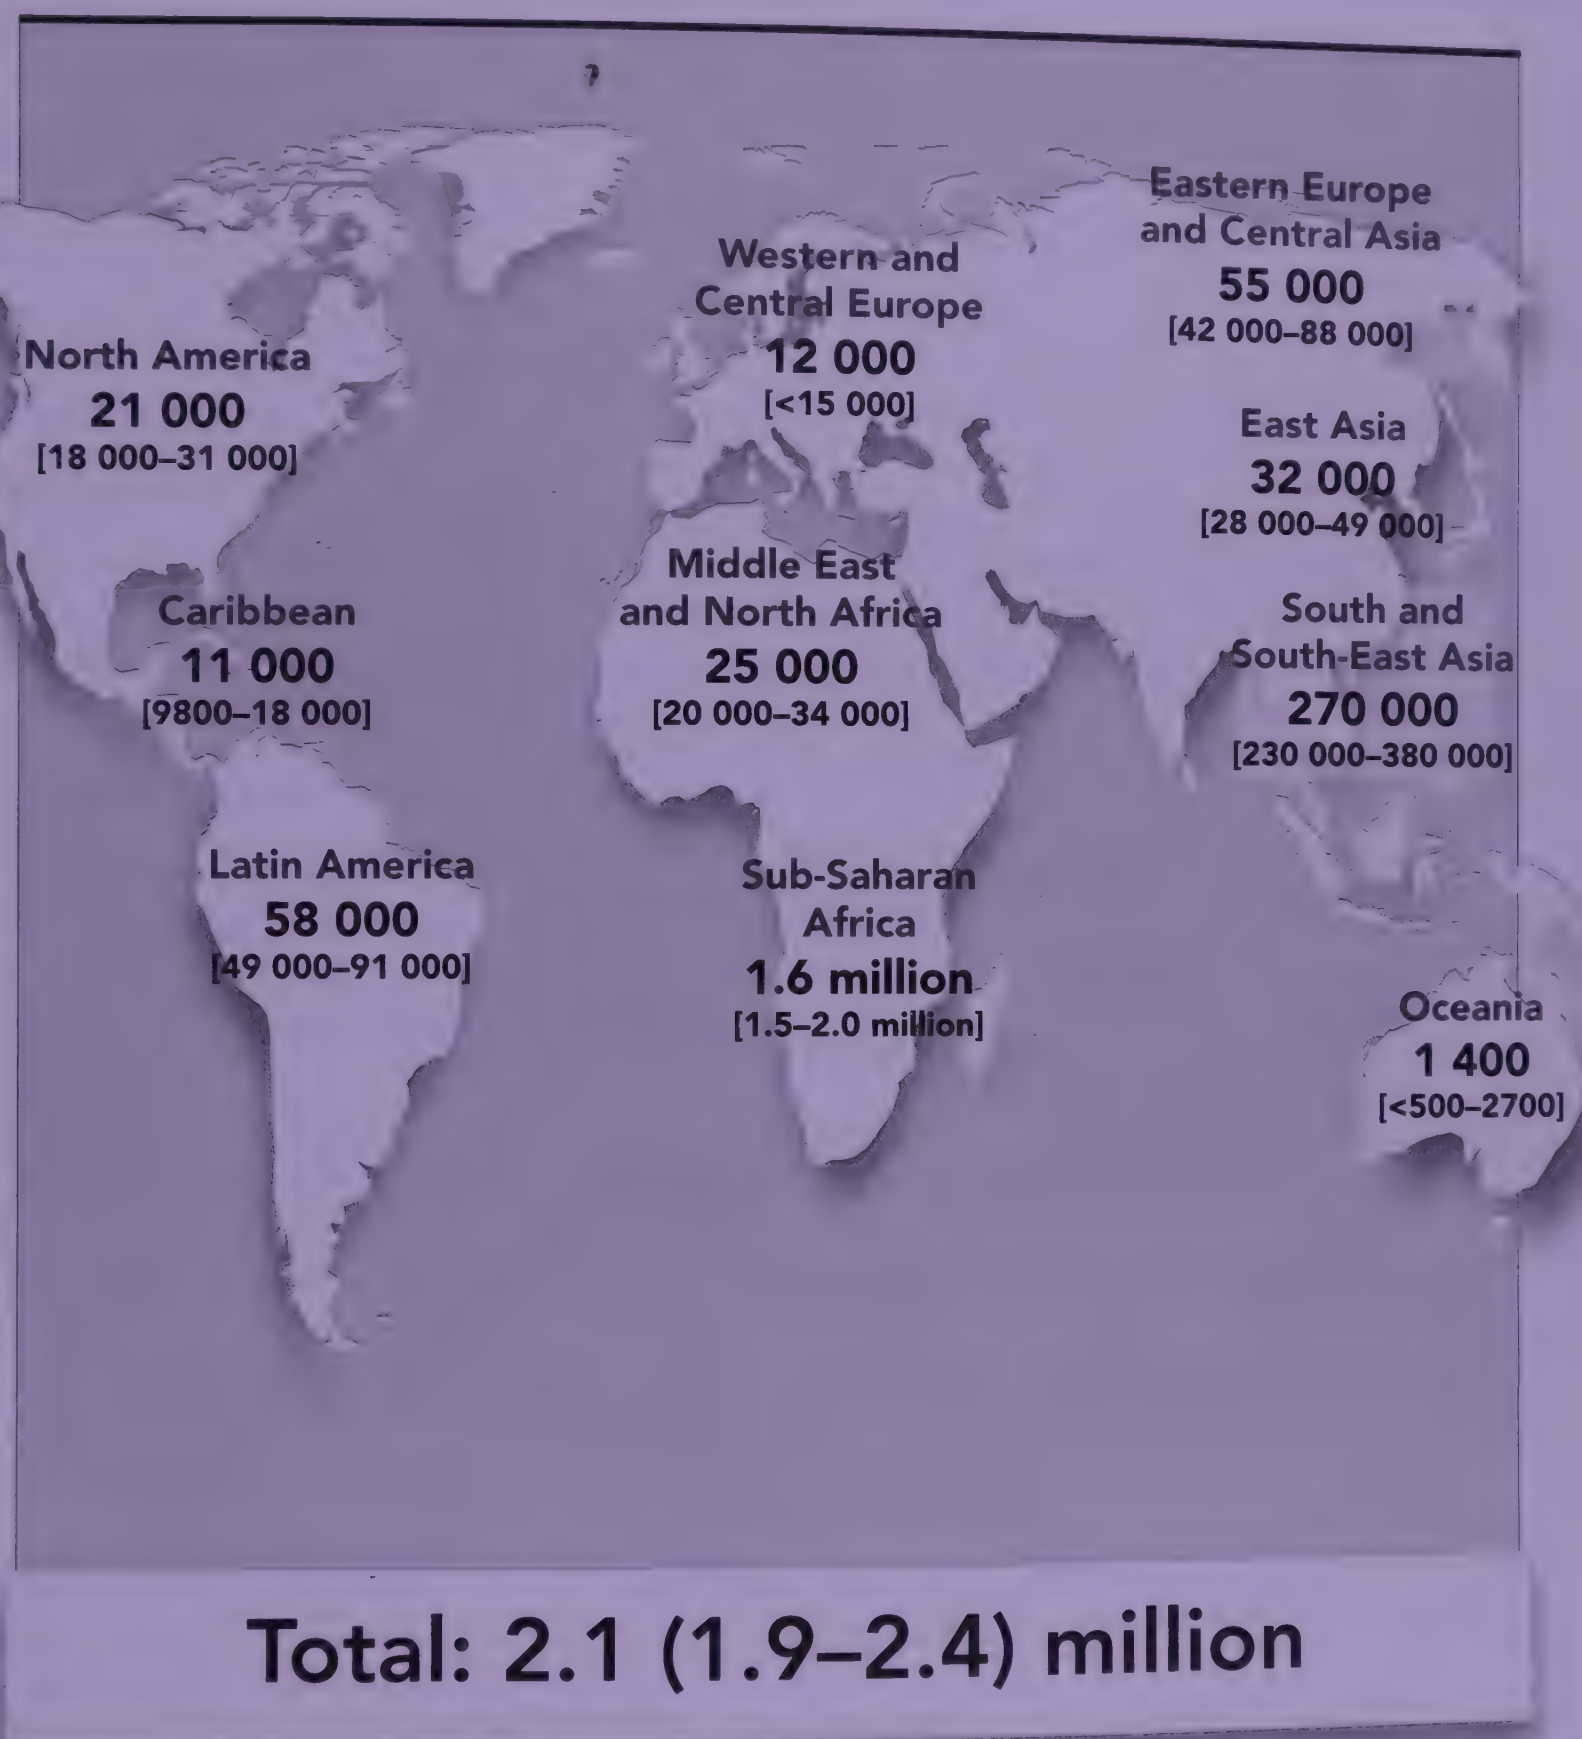 Eastern Europe
and Central Asia
55 000
[42 000–88 000]
Western and
Central Europe
12 000
[<15 000]
North America
21 000
[18 000–31 000]
East Asia
32 000
[28 000–49 000]
Middle East
and North Africa
25 000
[20 000–34 000]
Caribbean
11 000
[9800–18 000]
South and
South-East Asia
270 000
[230 000–380 000]
Latin America
58 000
[49 000–91 000]
Sub-Saharan
Africa
1.6 million
[1.5–2.0 million]
Oceania
1 400
[<500–2700]
Total: 2.1 (1.9–2.4) million